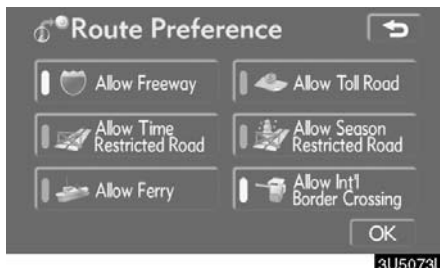 Route Preference
Allow Freeway
Allow Toll Road
Allow Time
Restricted Road
Allow Season
Restricted Road
Allow Ferry
Allow Int'l
Border Crossing
OK
3U5073L